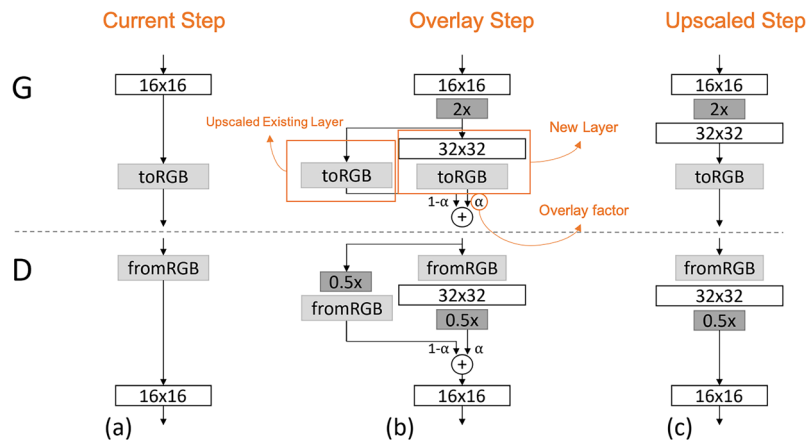 Current Step
Overlay Step
Upscaled Step
G
16x16
16x16
16x16
2x
2x
Upscaled Existing Layer
New Layer
32x32
32x32
toRGB
toRGB
toRGB
toRGB
1-α
α
Overlay factor
+
D
fromRGB
fromRGB
fromRGB
0.5x
32x32
32x32
fromRGB
0.5x
0.5x
1-α
α
+
16x16
16x16
16x16
(a)
(b)
(c)